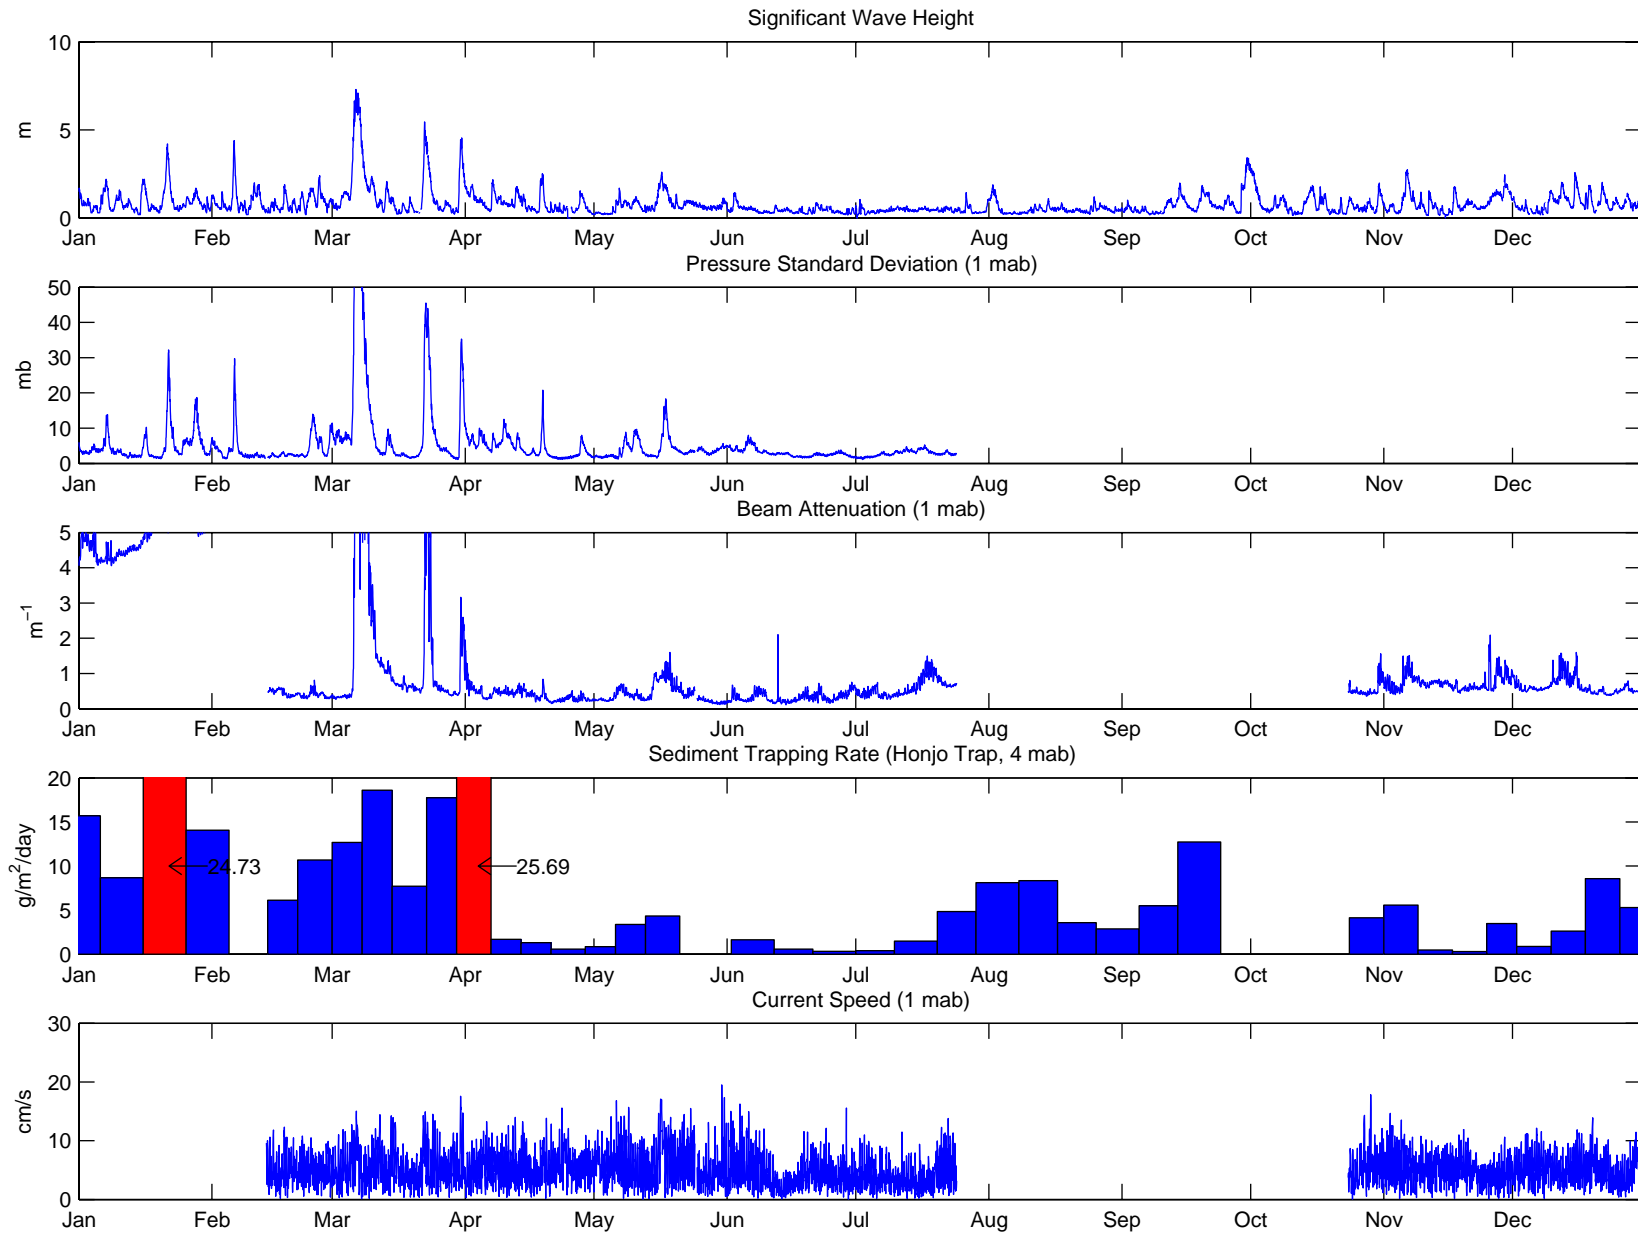 Significant Wave Height
10
5
0
m
Jan Feb Mar Apr May Jun Jul Aug Sep Oct Nov Dec
Pressure Standard Deviation (1 mab)
50
40
30
20
10
0
mb
Jan Feb Mar Apr May Jun Jul Aug Sep Oct Nov Dec
Beam Attenuation (1 mab)
5
4
3
2
1
0
m⁻¹
Jan Feb Mar Apr May Jun Jul Aug Sep Oct Nov Dec
Sediment Trapping Rate (Honjo Trap, 4 mab)
20
15
10
5
0
g/m²/day
24.73
25.69
Jan Feb Mar Apr May Jun Jul Aug Sep Oct Nov Dec
Current Speed (1 mab)
30
20
10
0
cm/s
Jan Feb Mar Apr May Jun Jul Aug Sep Oct Nov Dec